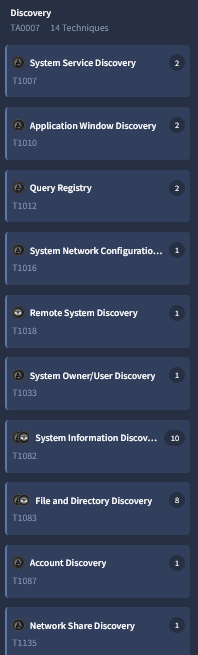 Discovery
TA0007 14 Techniques
System Service Discovery 2
T1007
Application Window Discovery 2
T1010
Query Registry 2
T1012
System Network Configuratio... 1
T1016
Remote System Discovery 1
T1018
System Owner/User Discovery 1
T1033
System Information Discov... 10
T1082
File and Directory Discovery 8
T1083
Account Discovery 1
T1087
Network Share Discovery 1
T1135